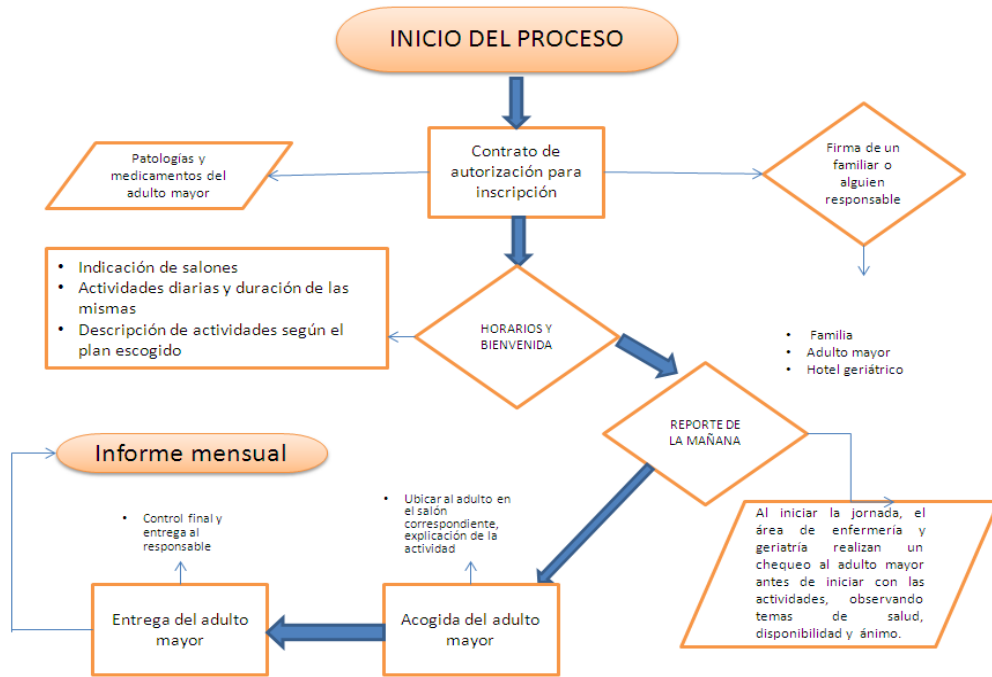 INICIO DEL PROCESO
Patologías y
medicamentos del
adulto mayor
Contrato de
autorización para
inscripción
Firma de un
familiar o
alguien
responsable
• Indicación de salones
• Actividades diarias y duración de las
mismas
• Descripción de actividades según el
plan escogido
HORARIOS Y
BIENVENIDA
• Familia
• Adulto mayor
• Hotel geriátrico
REPORTE DE
LA MAÑANA
Informe mensual
• Control final y
entrega al
responsable
• Ubicar al adulto en
el salón
correspondiente,
explicación de la
actividad
Al iniciar la jornada, el
área de enfermería y
geriatría realizan un
chequeo al adulto mayor
antes de iniciar con las
actividades, observando
temas de salud,
disponibilidad y ánimo.
Entrega del adulto
mayor
Acogida del adulto
mayor